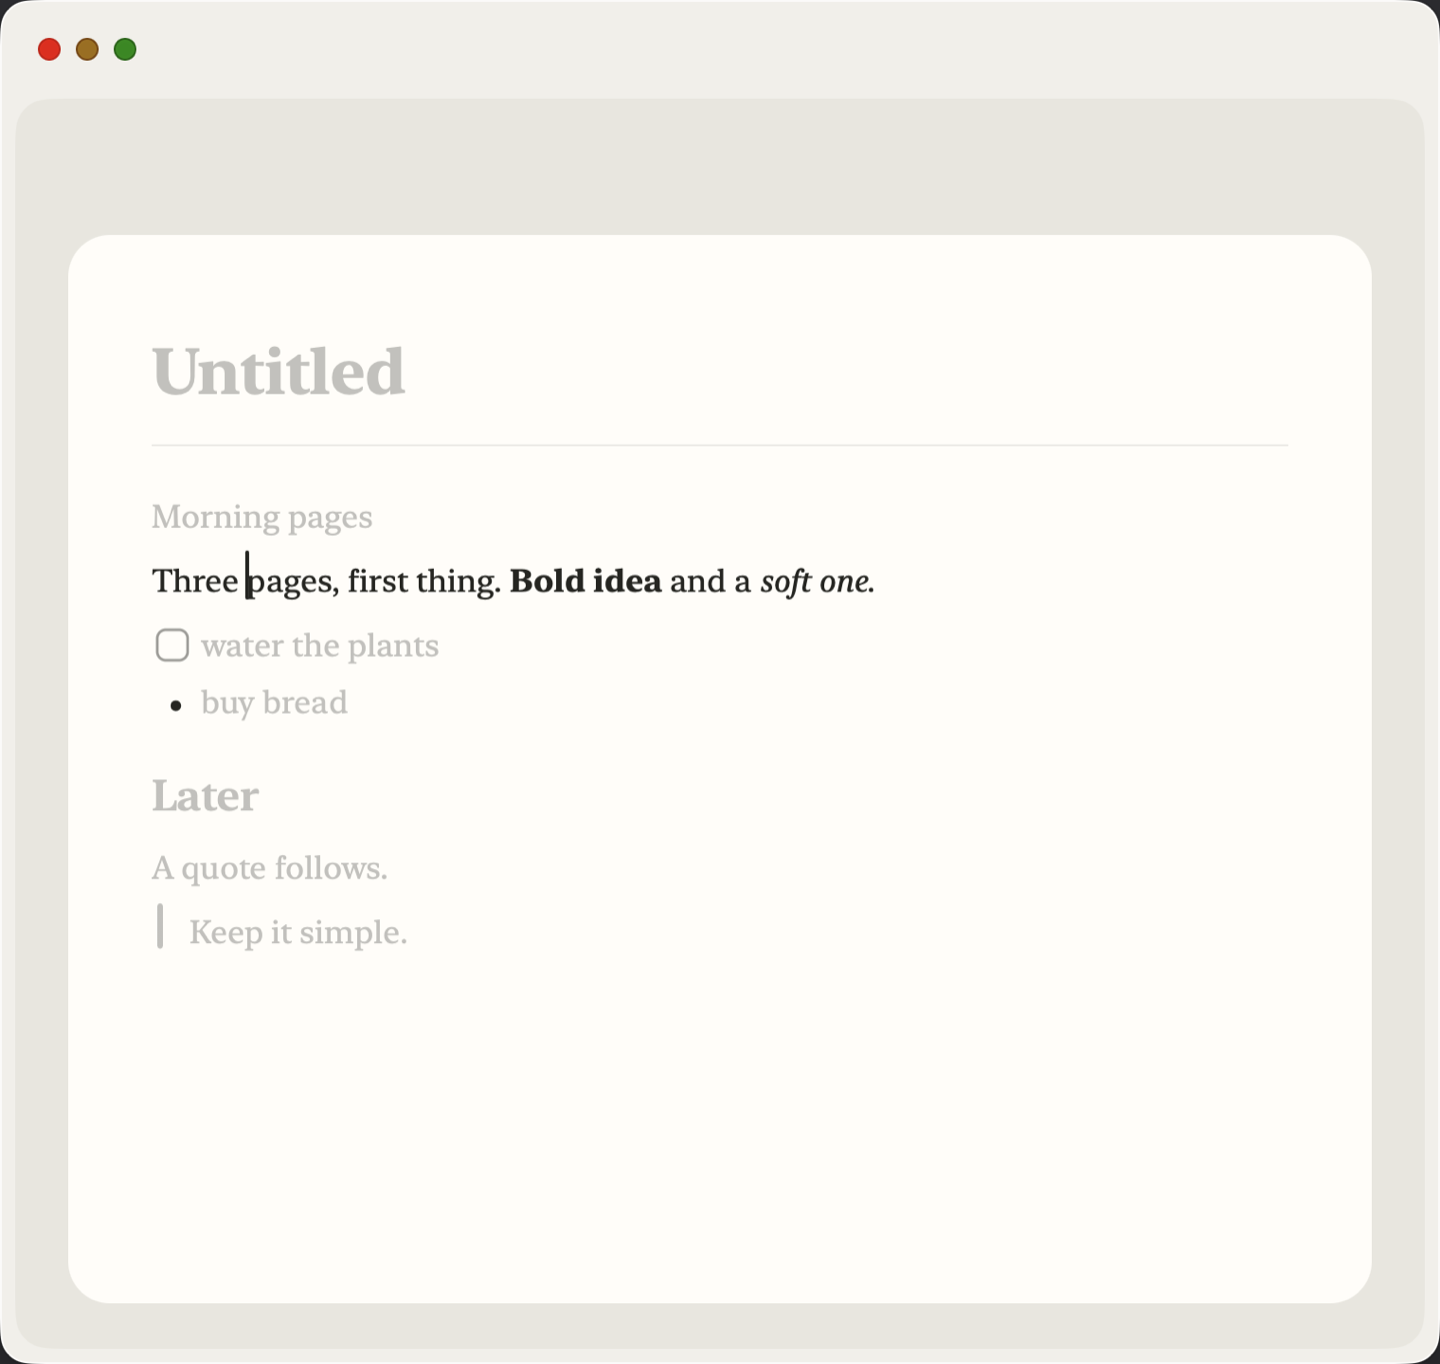 Untitled
Morning pages
Three pages, first thing. Bold idea and a soft one.
water the plants
buy bread
Later
A quote follows.
Keep it simple.